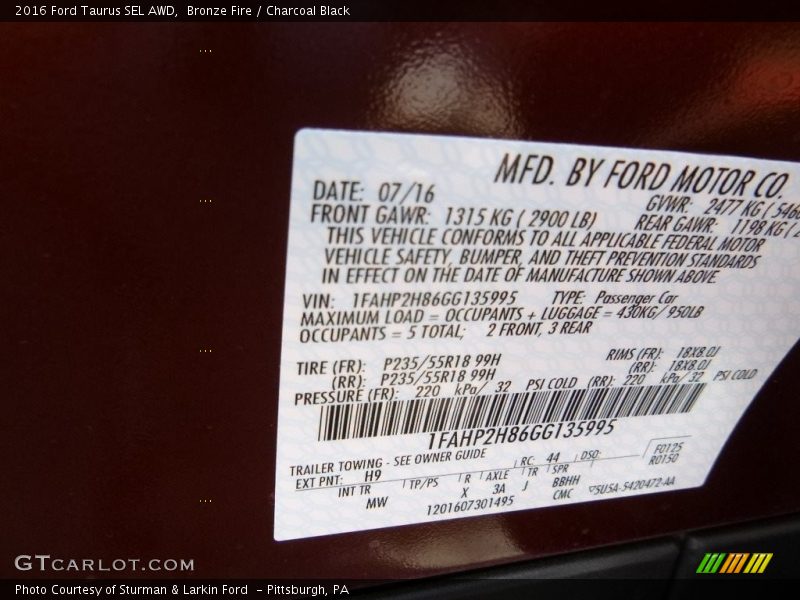 2016 Ford Taurus SEL AWD, Bronze Fire / Charcoal Black
MFD. BY FORD MOTOR CO.
DATE: 07/16 GVWR: 2477 KG ( 546
FRONT GAWR: 1315 KG ( 2900 LB) REAR GAWR: 1198 KG ( 2
THIS VEHICLE CONFORMS TO ALL APPLICABLE FEDERAL MOTOR
VEHICLE SAFETY, BUMPER, AND THEFT PREVENTION STANDARDS
IN EFFECT ON THE DATE OF MANUFACTURE SHOWN ABOVE
VIN: 1FAHP2H86GG135995 TYPE: Passenger Car
MAXIMUM LOAD = OCCUPANTS + LUGGAGE = 430KG/ 950LB
OCCUPANTS = 5 TOTAL; 2 FRONT, 3 REAR
TIRE (FR): P235/55R18 99H RIMS (FR): 18X8.0J
(RR): P235/55R18 99H (RR): 18X8.0J
PRESSURE (FR): 220 kPa/ 32 PSI COLD (RR): 220 kPa/ 32 PSI COLD
1FAHP2H86GG135995
TRAILER TOWING - SEE OWNER GUIDE
EXT PNT: H9 RC: 44 DSO: F0125
R0150
INT TR TP/PS R AXLE TR SPR
MW X 3A J BBHH
1201607301495 CMC 5U5A-5420472-AA
GTCARLOT.COM
Photo Courtesy of Sturman & Larkin Ford - Pittsburgh, PA